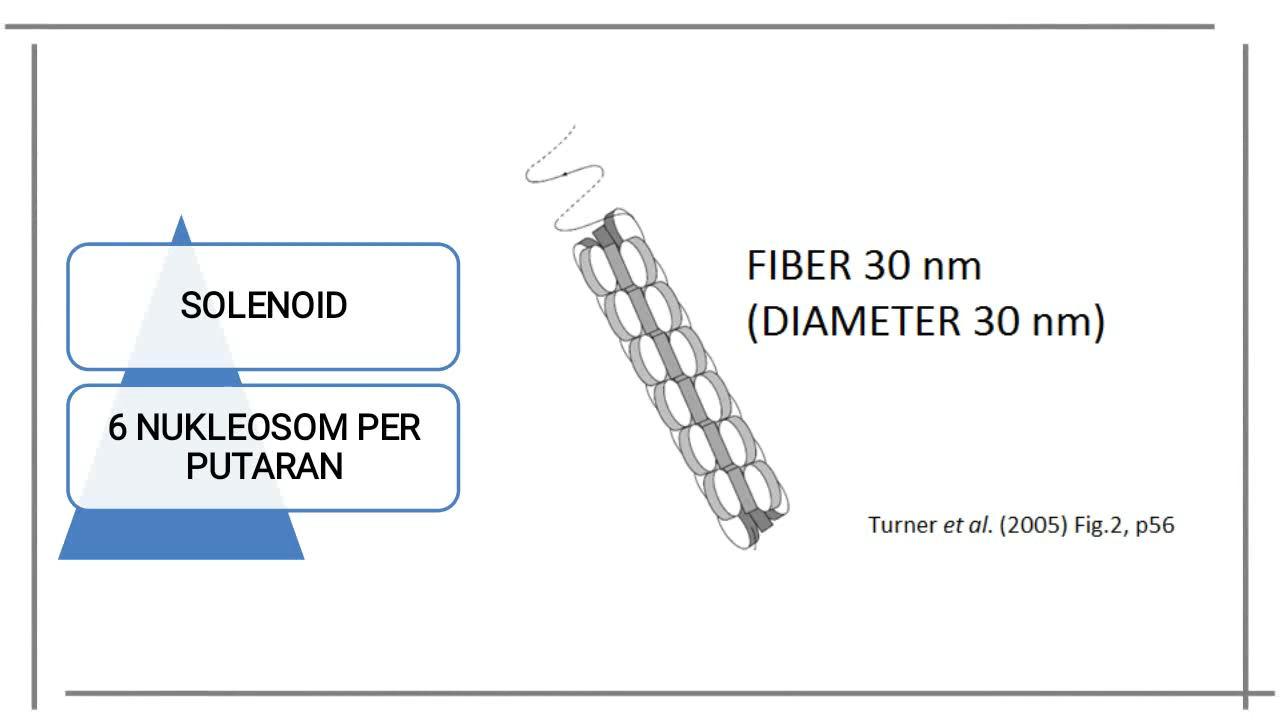 SOLENOID
6 NUKLEOSOM PER
PUTARAN
FIBER 30 nm
(DIAMETER 30 nm)
Turner et al. (2005) Fig.2, p56